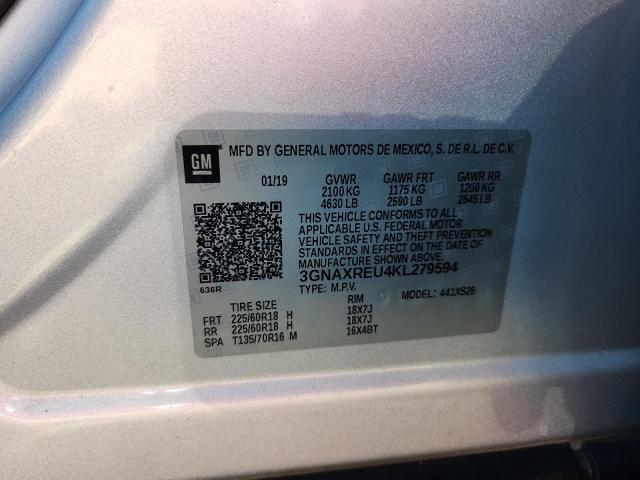 GM
MFD BY GENERAL MOTORS DE MEXICO, S. DE R.L. DE C.V.
01/19 GVWR GAWR FRT GAWR RR
2100 KG 1175 KG 1200 KG
4630 LB 2590 LB 2645 LB
THIS VEHICLE CONFORMS TO ALL
APPLICABLE U.S. FEDERAL MOTOR
VEHICLE SAFETY AND THEFT PREVENTION
STANDARDS IN EFFECT ON THE DATE OF
MANUFACTURE SHOWN ABOVE.
3GNAXREU4KL279594
636R
TYPE: M.P.V. MODEL: 441XS26
TIRE SIZE RIM
FRT 225/60R18 H 18X7J
RR 225/60R18 H 18X7J
SPA T135/70R16 M 16X4BT